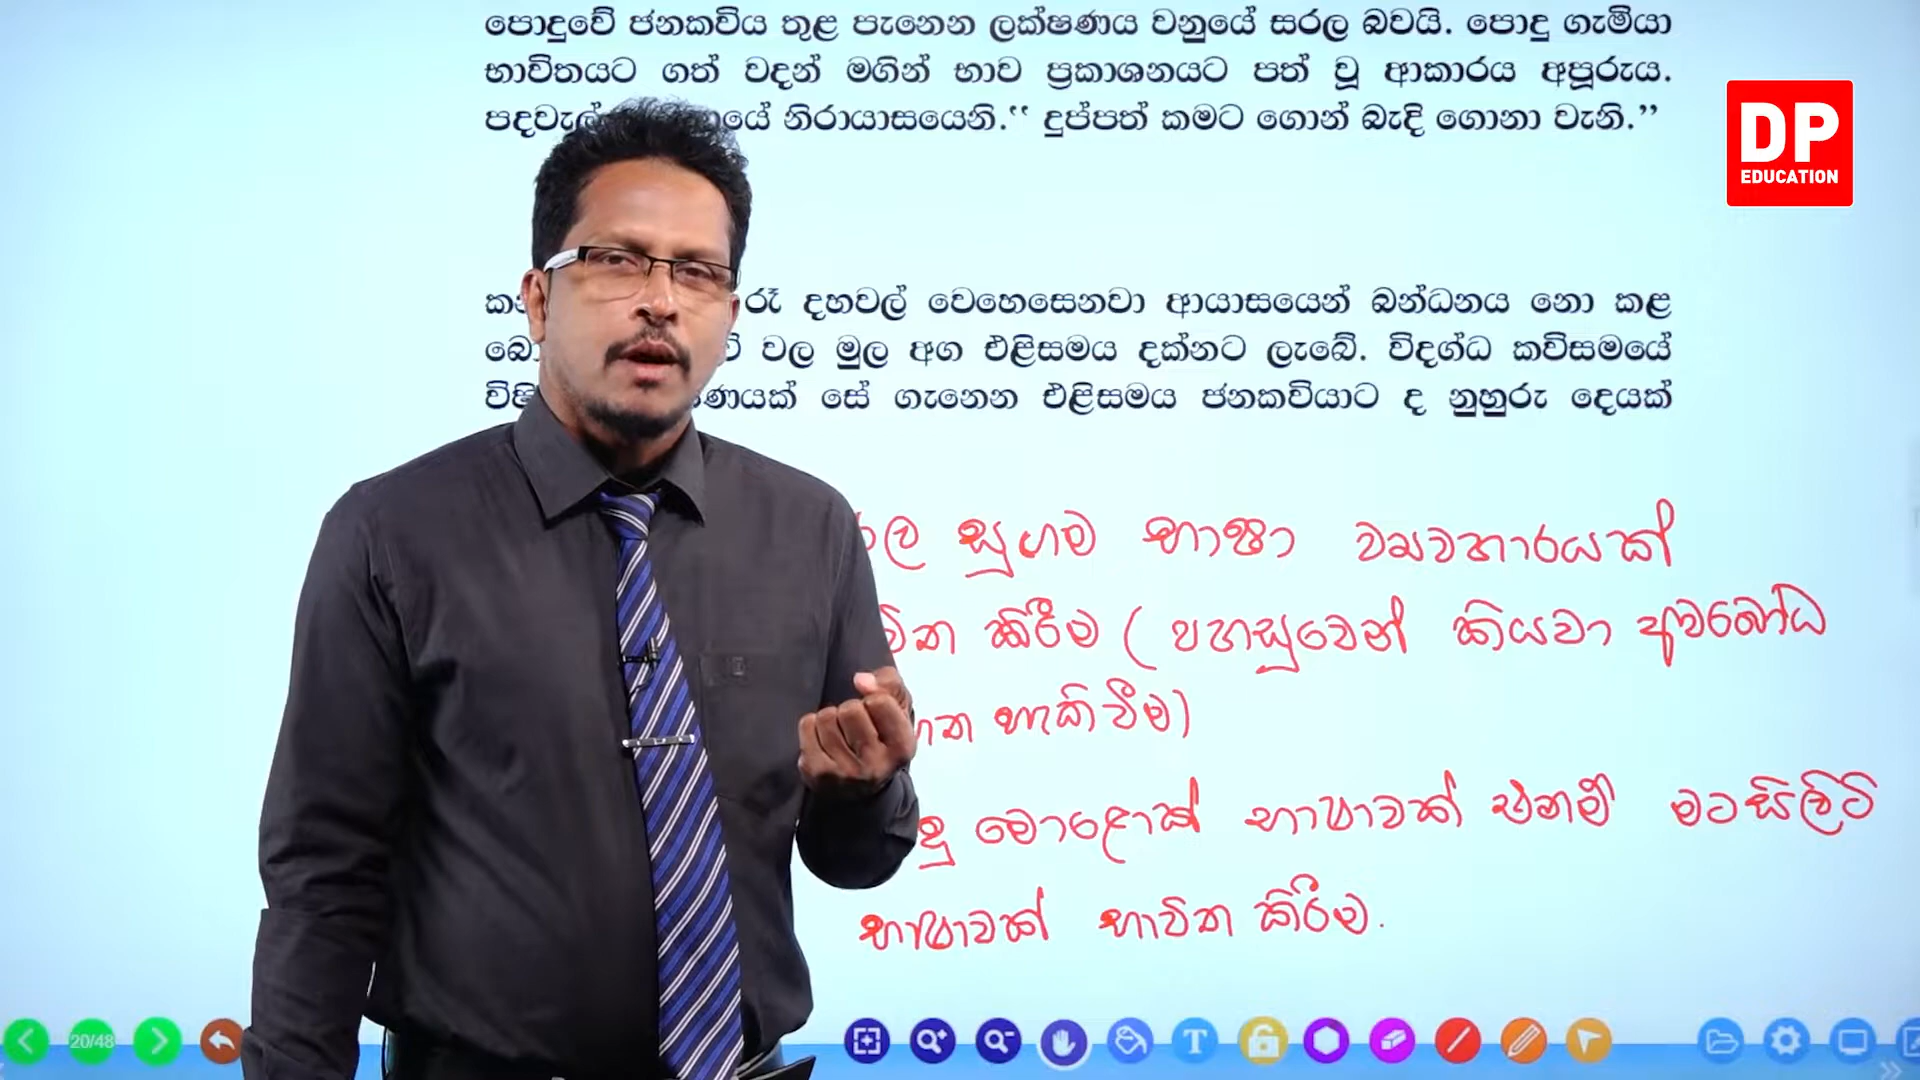 පොදුවේ ජනකවිය තුළ පැනෙන ලක්ෂණය වනුයේ සරල බවයි. පොදු ගැමියා
භාවිතයට ගත් වදන් මගින් භාව ප්‍රකාශනයට පත් වූ ආකාරය අපූරුය.
නිරායාසයෙනි.“ දුප්පත් කමට ගොන් බැදි ගොනා වැනි.”
DP
EDUCATION
රෑ දහවල් වෙහෙසෙනවා ආයාසයෙන් බන්ධනය නො කළ
වල මුල අග එළිසමය දක්නට ලැබේ. විදග්ධ කවිසමයේ
සේ ගැනෙන එළිසමය ජනකවියාට ද නුහුරු දෙයක්
සුගම භාෂා ව්‍යවහාරයක්
කිරීම ( පහසුවෙන් කියවා අවබෝධ
හැකිවීම)
මොළොක් භාෂාවක් එනම් මටසිලිටි
භාෂාවක් භාවිත කිරීම.
20/48